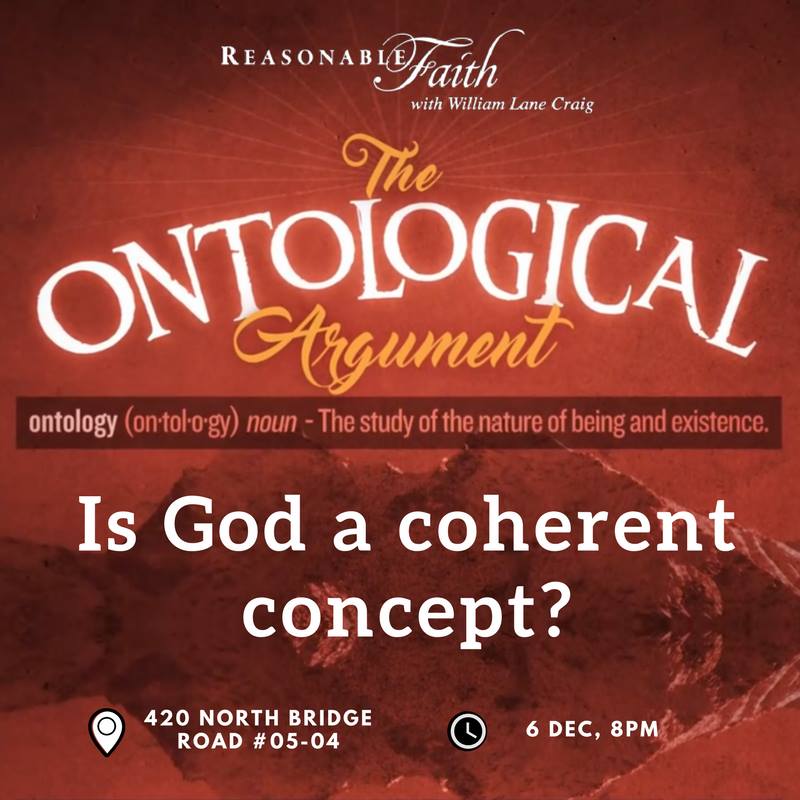 REASONABLE Faith
with William Lane Craig
The
ONTOLOGICAL
Argument
ontology (on·tol·o·gy) noun - The study of the nature of being and existence.
Is God a coherent
concept?
420 NORTH BRIDGE
ROAD #05-04
6 DEC, 8PM